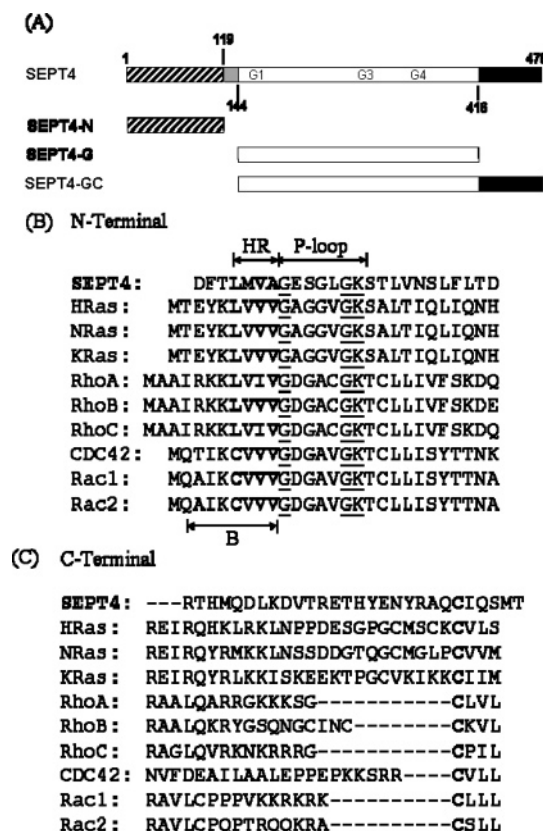 (A)
1 119 478
SEPT4 G1 G3 G4
144 416
SEPT4-N
SEPT4-G
SEPT4-GC
(B) N-Terminal
HR P-loop
SEPT4: DFTLMVAGESGLGKSTLVNSLFLTD
HRas: MTEYKLVVVGAGGVGKSALTIQLIQNH
NRas: MTEYKLVVVGAGGVGKSALTIQLIQNH
KRas: MTEYKLVVVGAGGVGKSALTIQLIQNH
RhoA: MAAIRKKLVIVGDGACGKTCLLIVFSKDQ
RhoB: MAAIRKKLVVVGDGACGKTCLLIVFSKDE
RhoC: MAAIRKKLVIVGDGACGKTCLLIVFSKDQ
CDC42: MQTIKCVVVGDGAVGKTCLLISYTTNK
Rac1: MQAIKCVVVGDGAVGKTCLLISYTTNA
Rac2: MQAIKCVVVGDGAVGKTCLLISYTTNA
B
(C) C-Terminal
SEPT4: ---RTHMQDLKDVTRETHYENYRAQCIQSMT
HRas: REIRQHKLRKLNPPDESGPGCMSCKCVLS
NRas: REIRQYRMKKLNSSDDGTQGCMGLPCVVM
KRas: REIRQYRLKKISKEEKTPGCVKIKKCIIM
RhoA: RAALQARRGKKKSG-----------CLVL
RhoB: RAALQKRYGSQNGCINC--------CKVL
RhoC: RAGLQVRKNKRRRG-----------CPIL
CDC42: NVFDEAILAALEPPEPKKSRR----CVLL
Rac1: RAVLCPPPVKKRKRK----------CLLL
Rac2: RAVLCPQPTRQQKRA----------CSLL